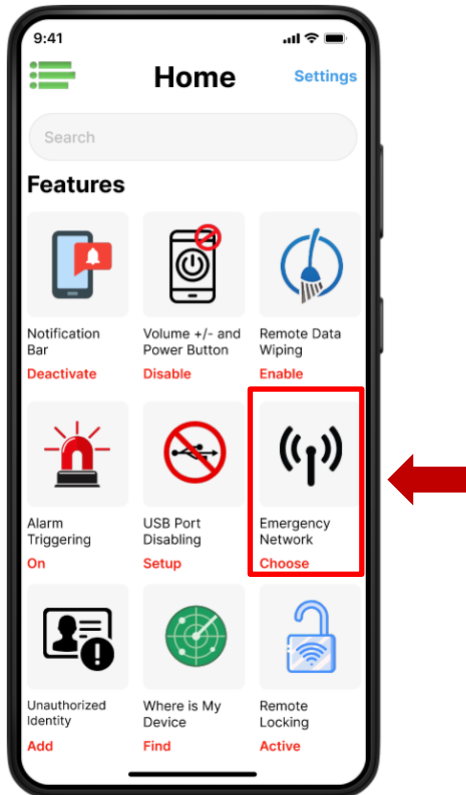 9:41
Home
Settings
Search
Features
Notification
Bar
Deactivate
Volume +/- and
Power Button
Disable
Remote Data
Wiping
Enable
Alarm
Triggering
On
USB Port
Disabling
Setup
Emergency
Network
Choose
Unauthorized
Identity
Add
Where is My
Device
Find
Remote
Locking
Active